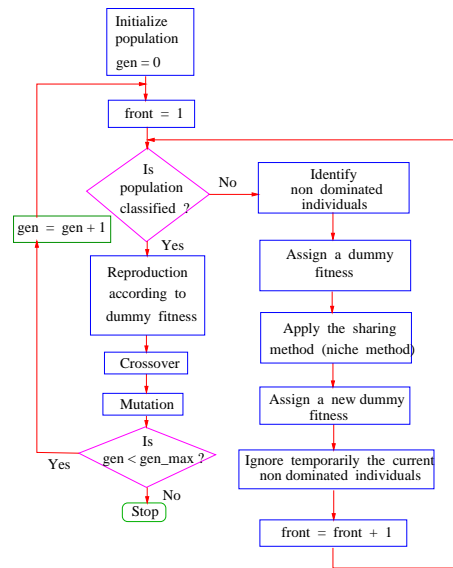 Initialize
population
gen = 0
front = 1
Is
population
classified ?
No
Yes
gen = gen + 1
Reproduction
according to
dummy fitness
Crossover
Mutation
Is
gen < gen_max ?
Yes
No
Stop
Identify
non dominated
individuals
Assign a dummy
fitness
Apply the sharing
method (niche method)
Assign a new dummy
fitness
Ignore temporarily the current
non dominated individuals
front = front + 1